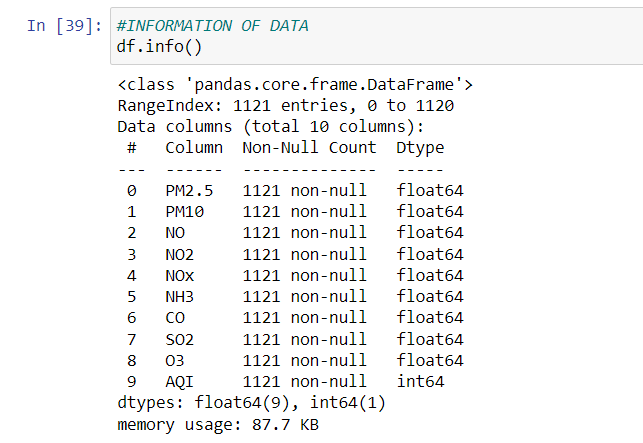 In [39]: #INFORMATION OF DATA
df.info()
<class 'pandas.core.frame.DataFrame'>
RangeIndex: 1121 entries, 0 to 1120
Data columns (total 10 columns):
 #   Column  Non-Null Count  Dtype
---  ------  --------------  -----
 0   PM2.5   1121 non-null   float64
 1   PM10    1121 non-null   float64
 2   NO      1121 non-null   float64
 3   NO2     1121 non-null   float64
 4   NOx     1121 non-null   float64
 5   NH3     1121 non-null   float64
 6   CO      1121 non-null   float64
 7   SO2     1121 non-null   float64
 8   O3      1121 non-null   float64
 9   AQI     1121 non-null   int64
dtypes: float64(9), int64(1)
memory usage: 87.7 KB